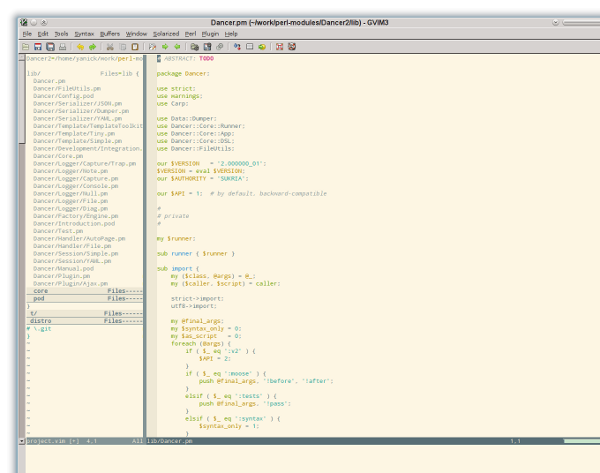 Dancer.pm (~/work/perl-modules/Dancer2/lib) - GVIM3
File Edit Tools Syntax Buffers Window Solarized Perl Plugin Help
Dancer2=/home/yanick/work/perl-mo
lib/ Files=lib {
Dancer.pm
Dancer/FileUtils.pm
Dancer/Config.pod
Dancer/Serializer/JSON.pm
Dancer/Serializer/Dumper.pm
Dancer/Serializer/YAML.pm
Dancer/Template/TemplateToolkit
Dancer/Template/Tiny.pm
Dancer/Template/Simple.pm
Dancer/Development/Integration.
Dancer/Core.pm
Dancer/Logger/Capture/Trap.pm
Dancer/Logger/Note.pm
Dancer/Logger/Capture.pm
Dancer/Logger/Console.pm
Dancer/Logger/Null.pm
Dancer/Logger/File.pm
Dancer/Logger/Diag.pm
Dancer/Factory/Engine.pm
Dancer/Introduction.pod
Dancer/Test.pm
Dancer/Handler/AutoPage.pm
Dancer/Handler/File.pm
Dancer/Session/Simple.pm
Dancer/Session/YAML.pm
Dancer/Manual.pod
Dancer/Plugin.pm
Dancer/Plugin/Ajax.pm
core Files-----
pod Files-----
}
t/ Files------
distro Files------
# \.git
}
~
~
~
~
~
~
~
~
~
~
~
~
project.vim [+] 4,1 All
# ABSTRACT: TODO
package Dancer;
use strict;
use warnings;
use Carp;
use Data::Dumper;
use Dancer::Core::Runner;
use Dancer::Core::App;
use Dancer::Core::DSL;
use Dancer::FileUtils;
our $VERSION = '2.000000_01';
$VERSION = eval $VERSION;
our $AUTHORITY = 'SUKRIA';
our $API = 1; # by default, backward-compatible
#
# private
#
my $runner;
sub runner { $runner }
sub import {
my ($class, @args) = @_;
my ($caller, $script) = caller;
strict->import;
utf8->import;
my @final_args;
my $syntax_only = 0;
my $as_script = 0;
foreach (@args) {
if ( $_ eq ':v2' ) {
$API = 2;
}
if ( $_ eq ':moose' ) {
push @final_args, '!before', '!after';
}
elsif ( $_ eq ':tests' ) {
push @final_args, '!pass';
}
elsif ( $_ eq ':syntax' ) {
$syntax_only = 1;
}
lib/Dancer.pm 1,1